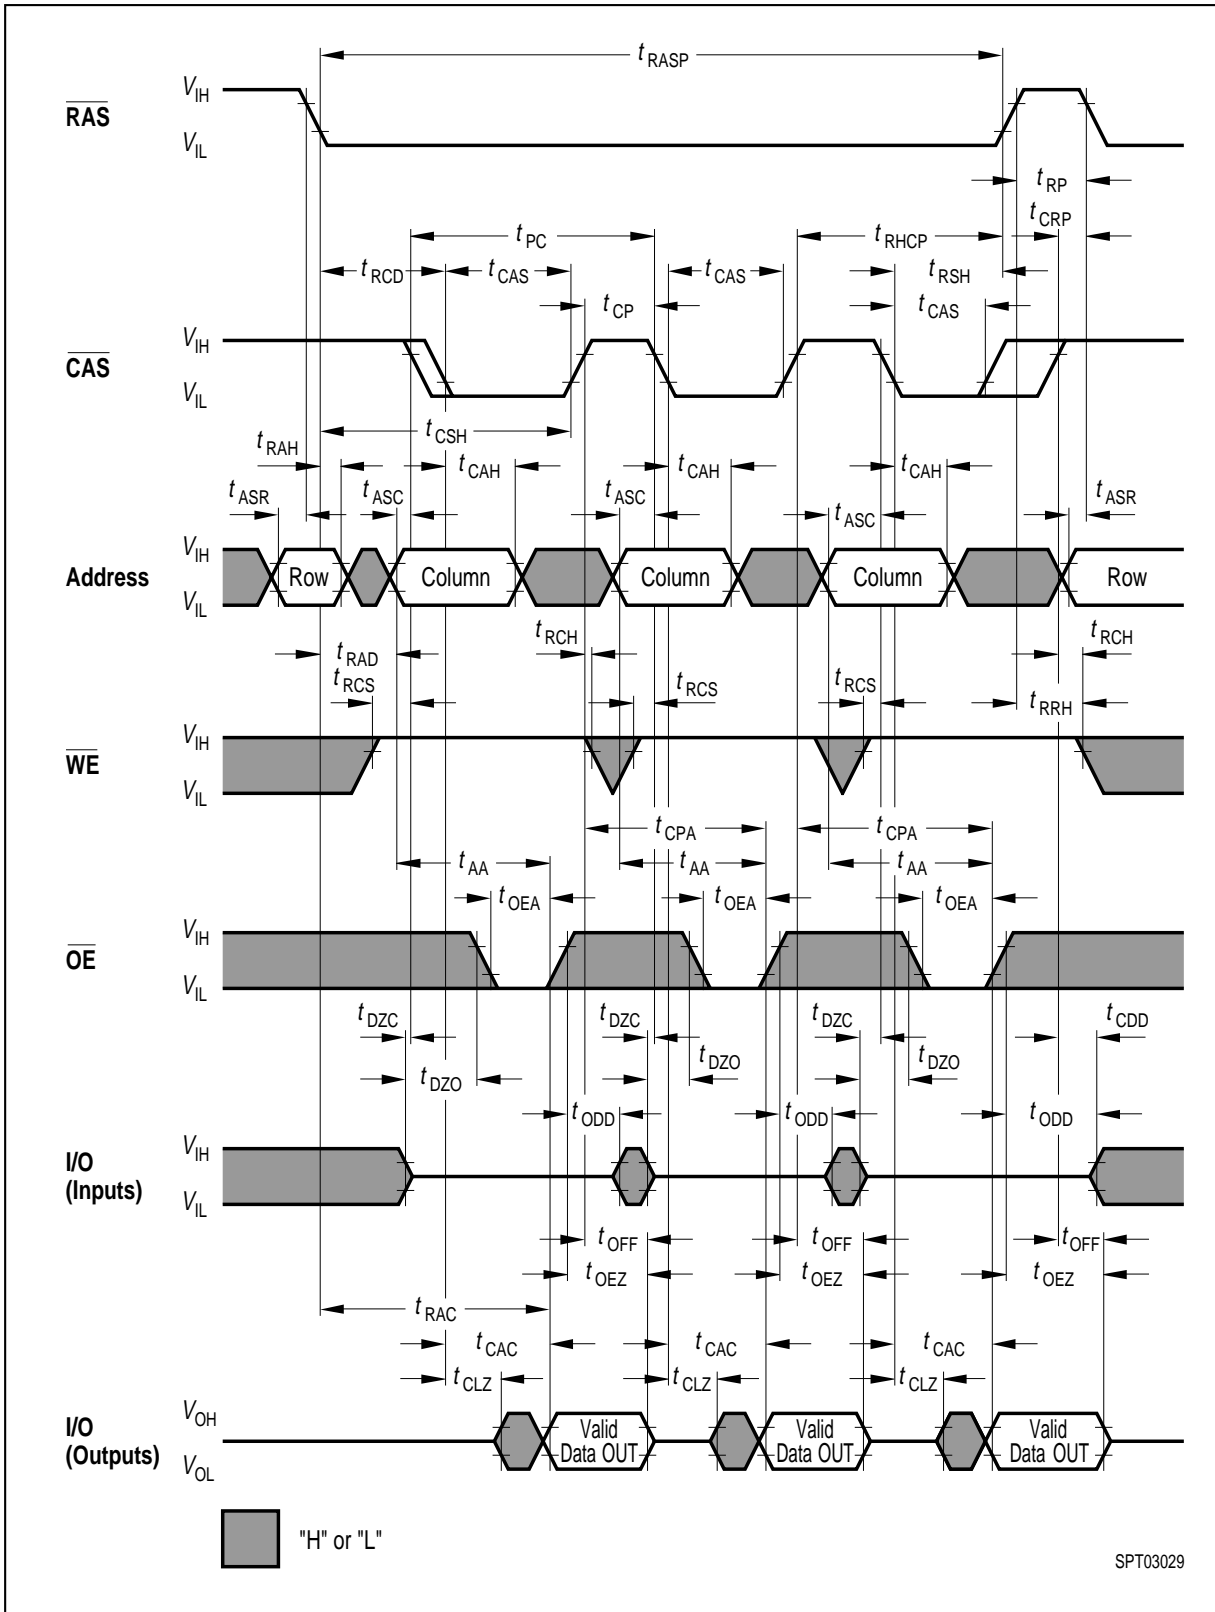 tRASP
VIH
RAS
VIL
tRP
tCRP
tPC
tRHCP
tRCD
tCAS
tCAS
tRSH
tCP
tCAS
VIH
CAS
VIL
tCSH
tRAH
tCAH
tCAH
tCAH
tASR
tASC
tASC
tASC
tASR
VIH
Address
Row
Column
Column
Column
Row
VIL
tRCH
tRCH
tRAD
tRCS
tRCS
tRCS
tRRH
VIH
WE
VIL
tCPA
tCPA
tAA
tAA
tAA
tOEA
tOEA
tOEA
VIH
OE
VIL
tDZC
tDZC
tDZC
tCDD
tDZO
tDZO
tDZO
tODD
tODD
tODD
VIH
I/O
(Inputs)
VIL
tOFF
tOFF
tOFF
tOEZ
tOEZ
tOEZ
tRAC
tCAC
tCAC
tCAC
tCLZ
tCLZ
tCLZ
VOH
I/O
(Outputs)
VOL
Valid
Data OUT
Valid
Data OUT
Valid
Data OUT
"H" or "L"
SPT03029